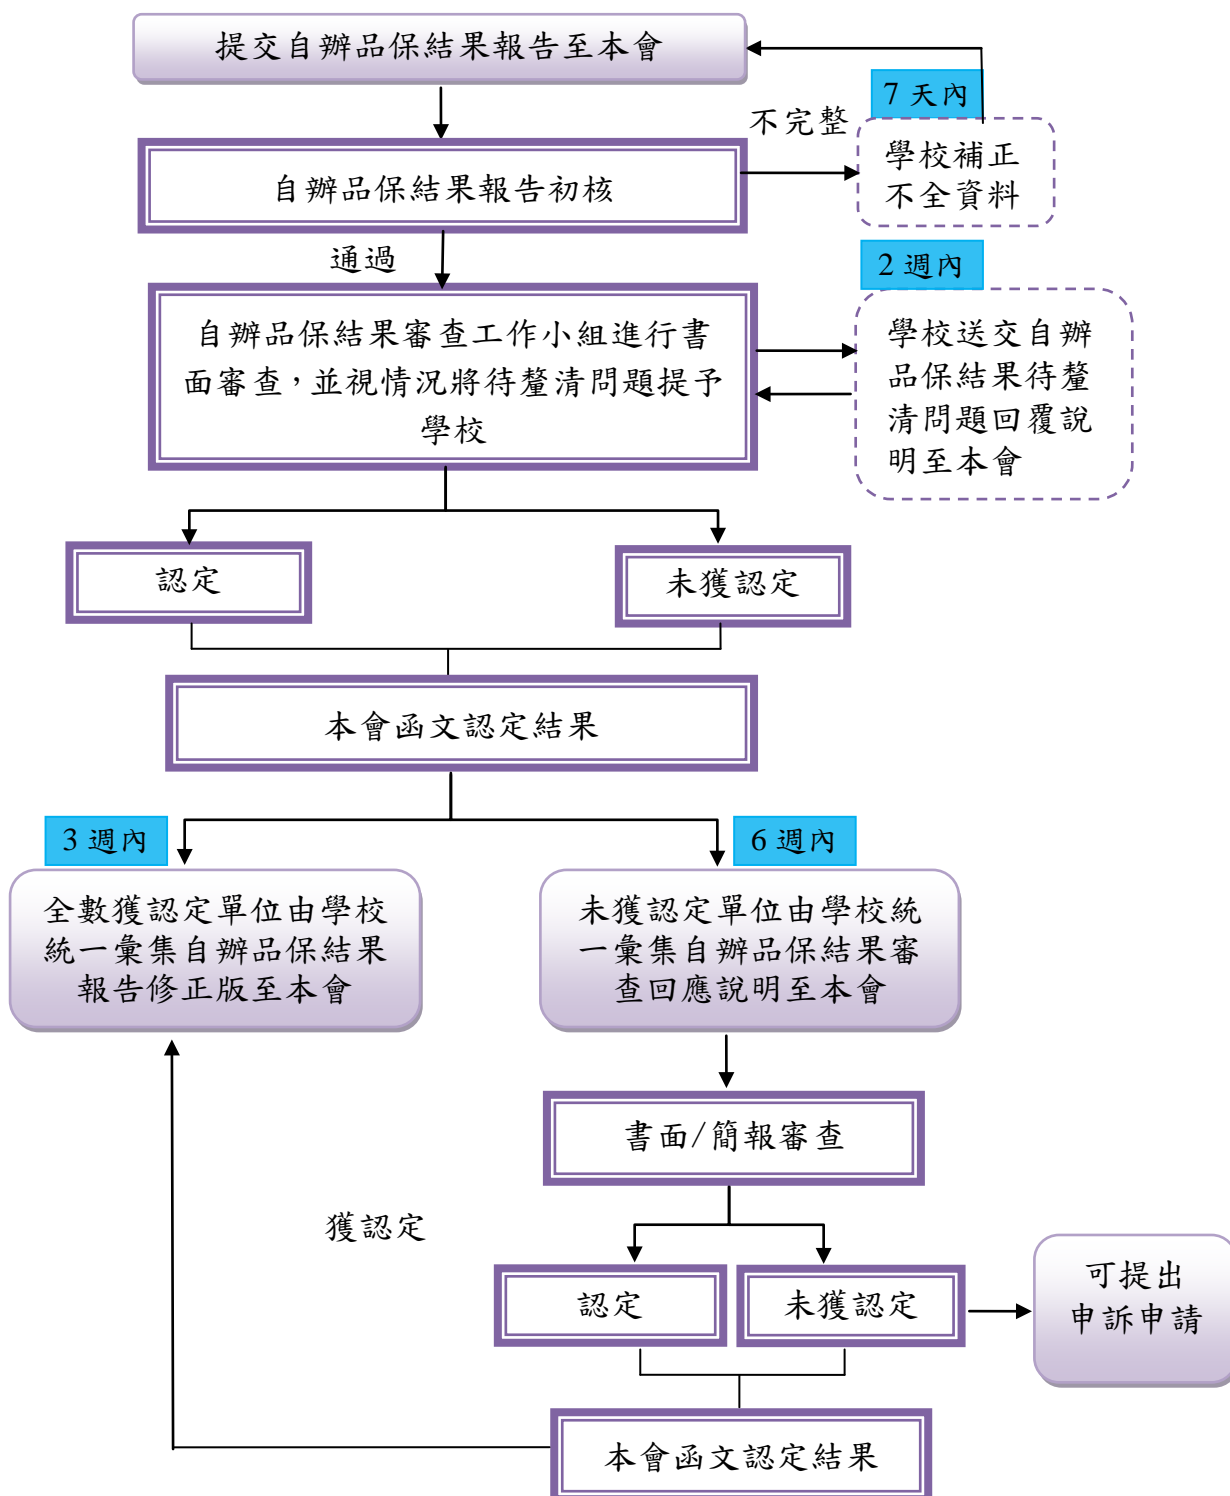 提交自辦品保結果報告至本會
7 天內
不完整
學校補正
不全資料
自辦品保結果報告初核
通過
2 週內
自辦品保結果審查工作小組進行書
面審查，並視情況將待釐清問題提予
學校
學校送交自辦
品保結果待釐
清問題回覆說
明至本會
認定
未獲認定
本會函文認定結果
3 週內
6 週內
全數獲認定單位由學校
統一彙集自辦品保結果
報告修正版至本會
未獲認定單位由學校統
一彙集自辦品保結果審
查回應說明至本會
書面/簡報審查
獲認定
認定
未獲認定
可提出
申訴申請
本會函文認定結果